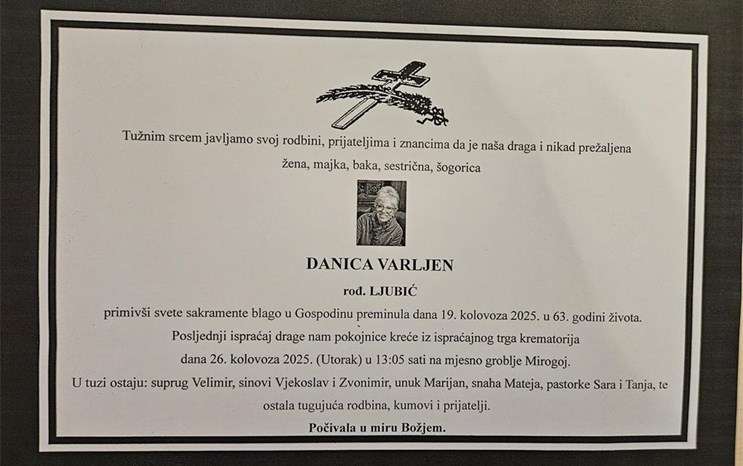 Tužnim srcem javljamo svoj rodbini, prijateljima i znancima da je naša draga i nikad prežaljena
žena, majka, baka, sestrična, šogorica
DANICA VARLJEN
rođ. LJUBIĆ
primivši svete sakramente blago u Gospodinu preminula dana 19. kolovoza 2025. u 63. godini života.
Posljednji ispraćaj drage nam pokojnice kreće iz ispraćajnog trga krematorija
dana 26. kolovoza 2025. (Utorak) u 13:05 sati na mjesno groblje Mirogoj.
U tuzi ostaju: suprug Velimir, sinovi Vjekoslav i Zvonimir, unuk Marijan, snaha Mateja, pastorke Sara i Tanja, te
ostala tugujuća rodbina, kumovi i prijatelji.
Počivala u miru Božjem.